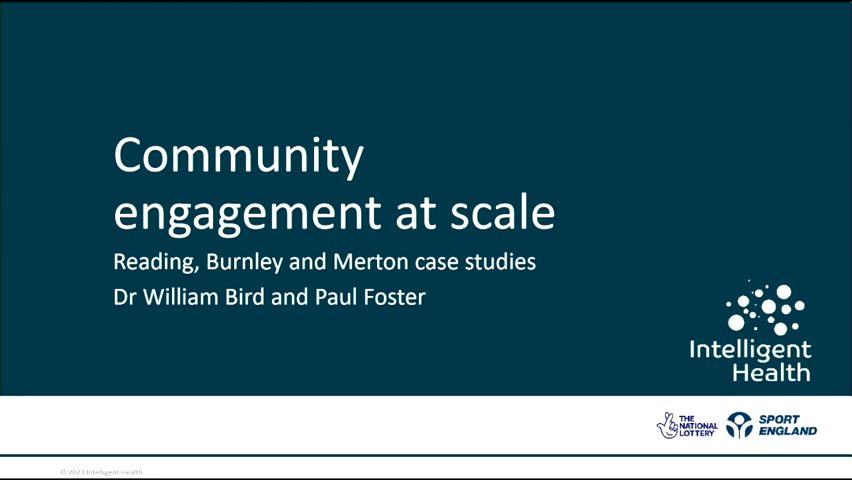 Community
engagement at scale
Reading, Burnley and Merton case studies
Dr William Bird and Paul Foster
Intelligent
Health
THE
NATIONAL
LOTTERY
SPORT
ENGLAND
© 2023 Intelligent Health